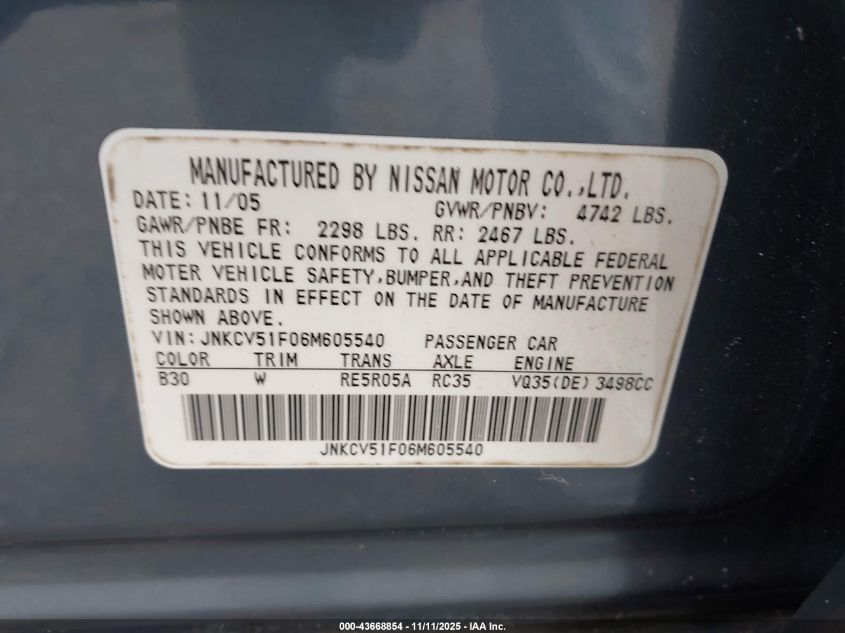 MANUFACTURED BY NISSAN MOTOR CO.,LTD.
DATE: 11/05 GVWR/PNBV: 4742 LBS.
GAWR/PNBE FR: 2298 LBS. RR: 2467 LBS.
THIS VEHICLE CONFORMS TO ALL APPLICABLE FEDERAL
MOTER VEHICLE SAFETY,BUMPER,AND THEFT PREVENTION
STANDARDS IN EFFECT ON THE DATE OF MANUFACTURE
SHOWN ABOVE.
VIN: JNKCV51F06M605540 PASSENGER CAR
COLOR TRIM TRANS AXLE ENGINE
B30 W RE5R05A RC35 VQ35(DE) 3498CC
JNKCV51F06M605540
000-43668854 - 11/11/2025 - IAA Inc.